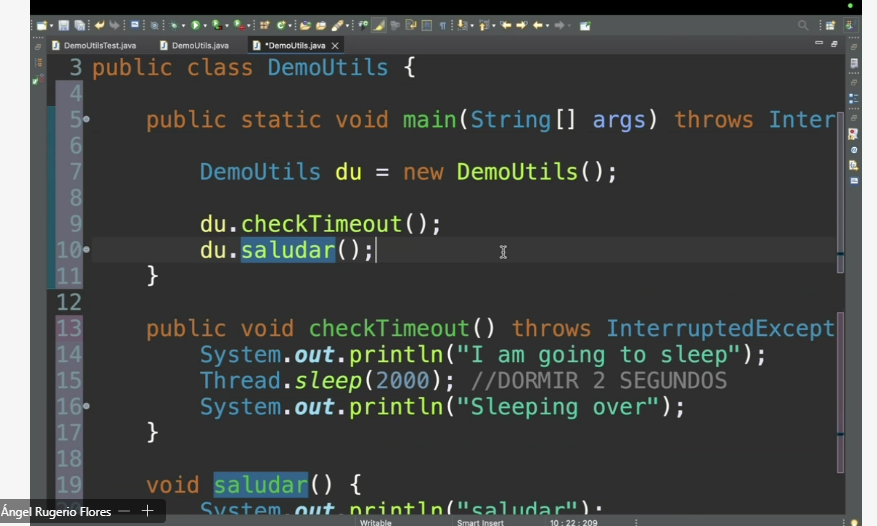 DemoUtilsTest.java DemoUtils.java *DemoUtils.java
3 public class DemoUtils {
4
5 public static void main(String[] args) throws Inter
6
7 DemoUtils du = new DemoUtils();
8
9 du.checkTimeout();
10 du.saludar();
11 }
12
13 public void checkTimeout() throws InterruptedExcept
14 System.out.println("I am going to sleep");
15 Thread.sleep(2000); //DORMIR 2 SEGUNDOS
16 System.out.println("Sleeping over");
17 }
18
19 void saludar() {
System.out.println("saludar");
Ángel Rugerio Flores
Writable Smart Insert 10 : 22 : 209